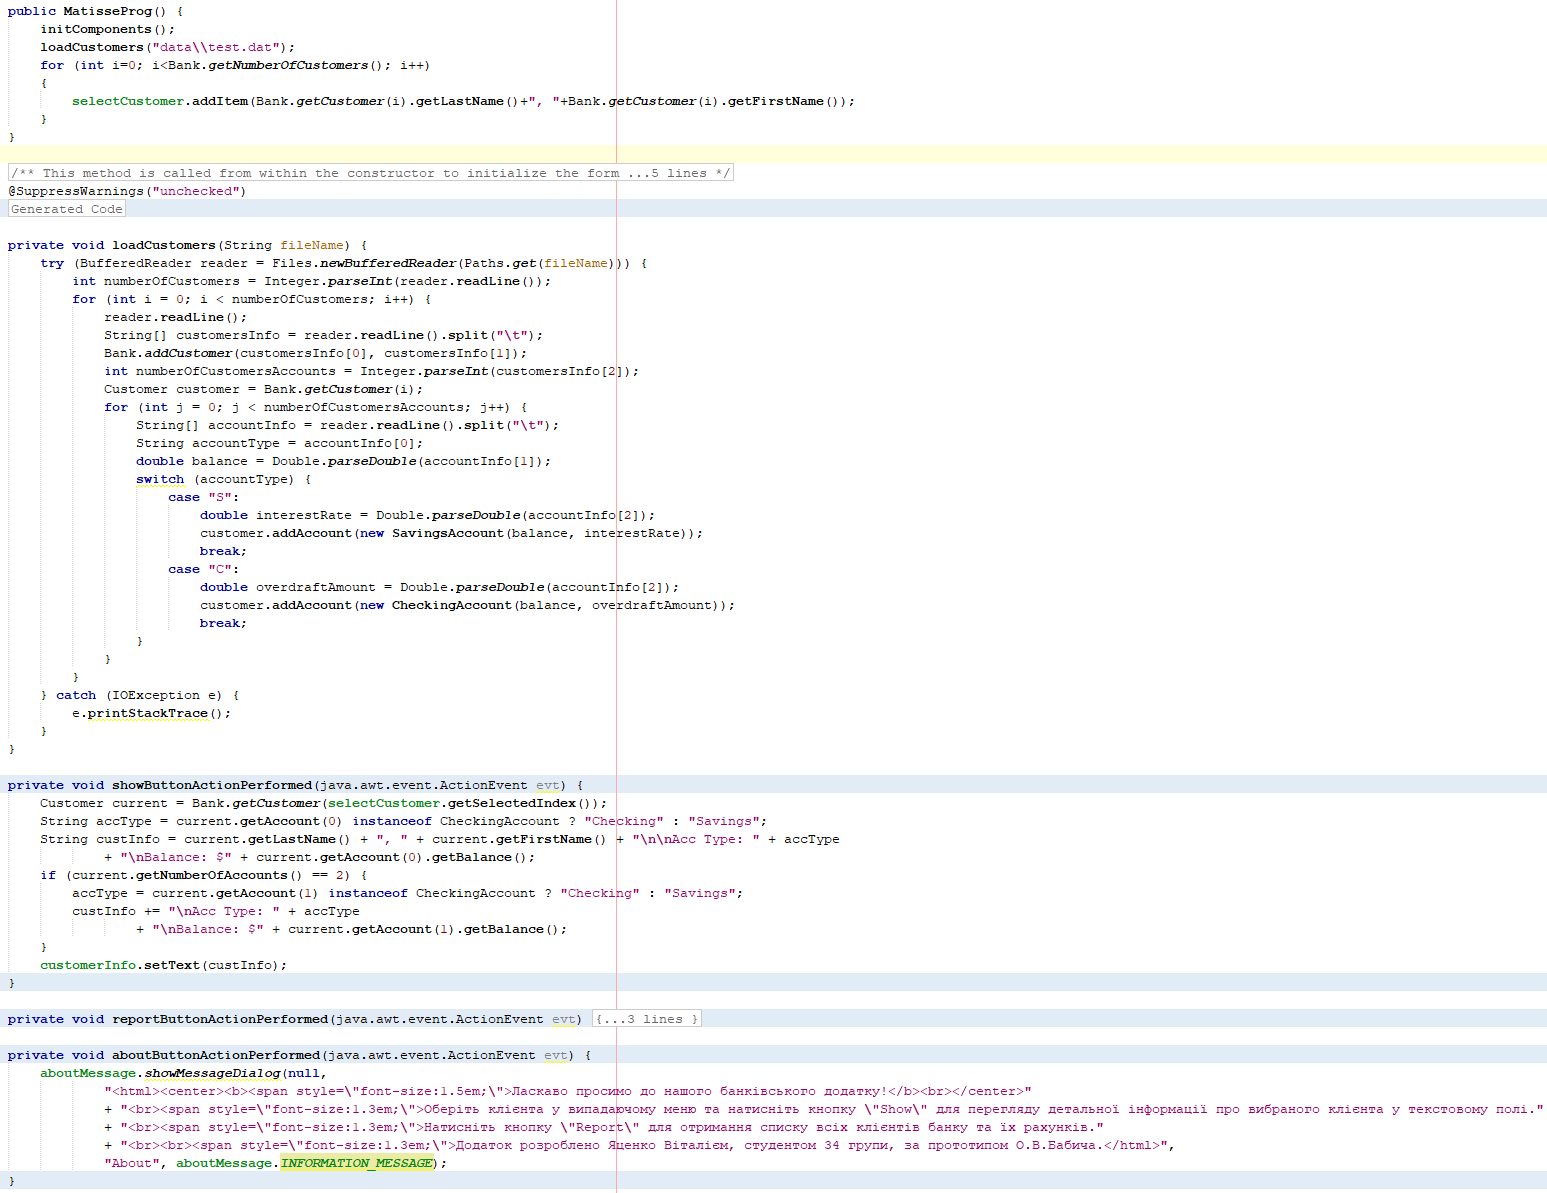 public MatisseProg() {
    initComponents();
    loadCustomers("data\\test.dat");
    for (int i=0; i<Bank.getNumberOfCustomers(); i++)
    {
        selectCustomer.addItem(Bank.getCustomer(i).getLastName()+", "+Bank.getCustomer(i).getFirstName());
    }
}
/** This method is called from within the constructor to initialize the form ...5 lines */
@SuppressWarnings("unchecked")
Generated Code
private void loadCustomers(String fileName) {
    try (BufferedReader reader = Files.newBufferedReader(Paths.get(fileName))) {
        int numberOfCustomers = Integer.parseInt(reader.readLine());
        for (int i = 0; i < numberOfCustomers; i++) {
            reader.readLine();
            String[] customersInfo = reader.readLine().split("\t");
            Bank.addCustomer(customersInfo[0], customersInfo[1]);
            int numberOfCustomersAccounts = Integer.parseInt(customersInfo[2]);
            Customer customer = Bank.getCustomer(i);
            for (int j = 0; j < numberOfCustomersAccounts; j++) {
                String[] accountInfo = reader.readLine().split("\t");
                String accountType = accountInfo[0];
                double balance = Double.parseDouble(accountInfo[1]);
                switch (accountType) {
                    case "S":
                        double interestRate = Double.parseDouble(accountInfo[2]);
                        customer.addAccount(new SavingsAccount(balance, interestRate));
                        break;
                    case "C":
                        double overdraftAmount = Double.parseDouble(accountInfo[2]);
                        customer.addAccount(new CheckingAccount(balance, overdraftAmount));
                        break;
                }
            }
        }
    } catch (IOException e) {
        e.printStackTrace();
    }
}
private void showButtonActionPerformed(java.awt.event.ActionEvent evt) {
    Customer current = Bank.getCustomer(selectCustomer.getSelectedIndex());
    String accType = current.getAccount(0) instanceof CheckingAccount ? "Checking" : "Savings";
    String custInfo = current.getLastName() + ", " + current.getFirstName() + "\n\nAcc Type: " + accType
            + "\nBalance: $" + current.getAccount(0).getBalance();
    if (current.getNumberOfAccounts() == 2) {
        accType = current.getAccount(1) instanceof CheckingAccount ? "Checking" : "Savings";
        custInfo += "\nAcc Type: " + accType
                + "\nBalance: $" + current.getAccount(1).getBalance();
    }
    customerInfo.setText(custInfo);
}
private void reportButtonActionPerformed(java.awt.event.ActionEvent evt) {...3 lines }
private void aboutButtonActionPerformed(java.awt.event.ActionEvent evt) {
    aboutMessage.showMessageDialog(null,
            "<html><center><b><span style=\"font-size:1.5em;\">Ласкаво просимо до нашого банківського додатку!</b><br></center>"
            + "<br><span style=\"font-size:1.3em;\">Оберіть клієнта у випадаючому меню та натисніть кнопку \"Show\" для перегляду детальної інформації про вибраного клієнта у текстовому полі."
            + "<br><span style=\"font-size:1.3em;\">Натисніть кнопку \"Report\" для отримання списку всіх клієнтів банку та їх рахунків."
            + "<br><br><span style=\"font-size:1.3em;\">Додаток розроблено Яценко Віталієм, студентом 34 групи, за прототипом О.В.Бабича.</html>",
            "About", aboutMessage.INFORMATION_MESSAGE);
}